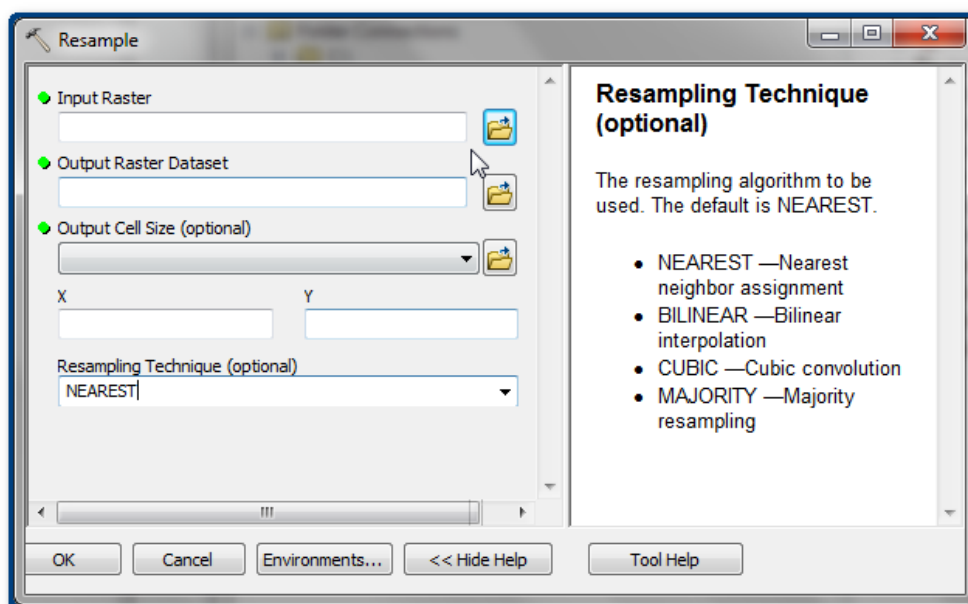 Resample
Input Raster
Output Raster Dataset
Output Cell Size (optional)
X
Y
Resampling Technique (optional)
NEAREST
Resampling Technique
(optional)
The resampling algorithm to be
used. The default is NEAREST.
• NEAREST —Nearest
neighbor assignment
• BILINEAR —Bilinear
interpolation
• CUBIC —Cubic convolution
• MAJORITY —Majority
resampling
OK
Cancel
Environments...
<< Hide Help
Tool Help